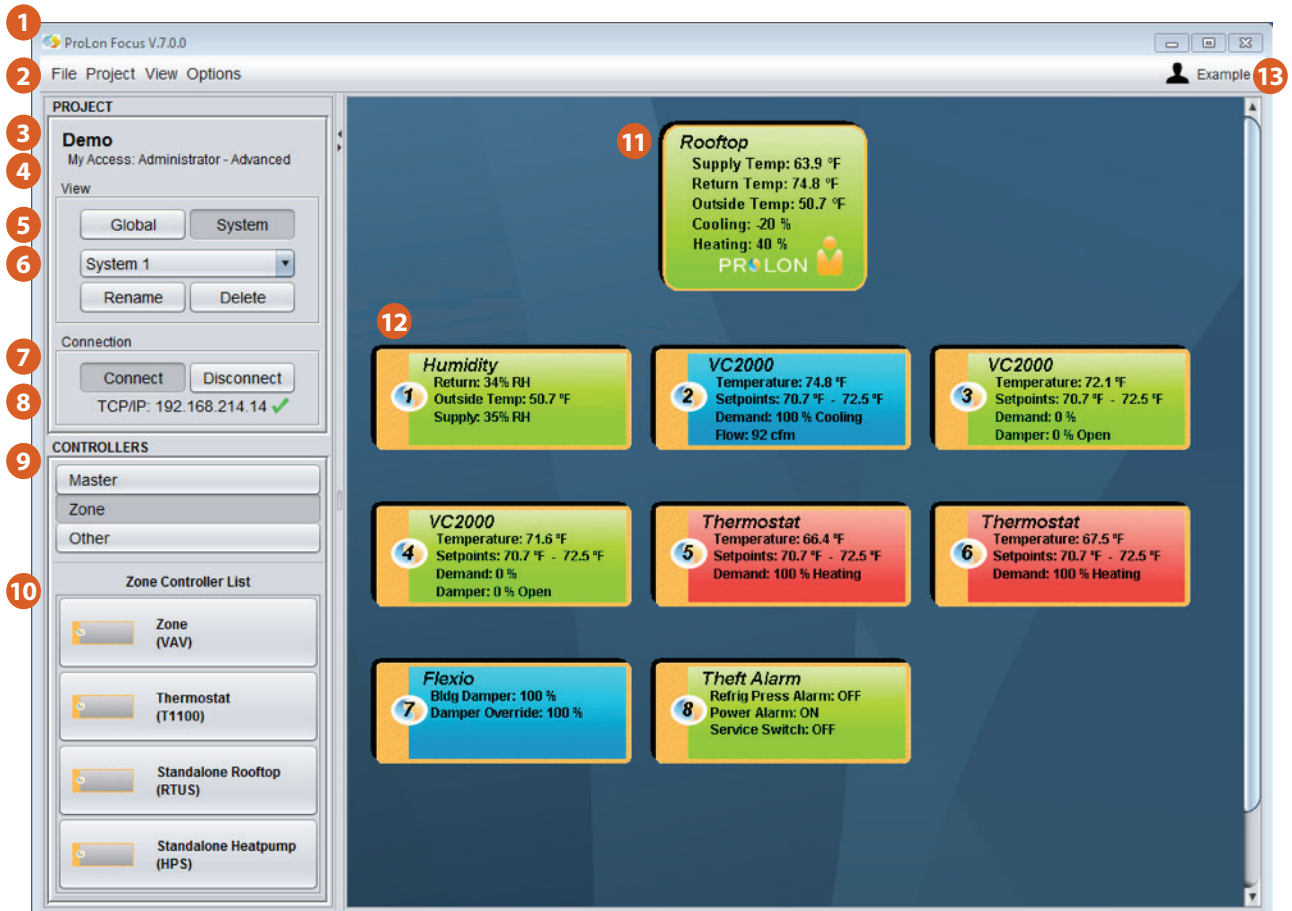 1
ProLon Focus V.7.0.0
2
File Project View Options
Example
13
PROJECT
3
Demo
My Access: Administrator - Advanced
4
View
5
Global
System
6
System 1
Rename
Delete
Connection
7
Connect
Disconnect
8
TCP/IP: 192.168.214.14
CONTROLLERS
9
Master
Zone
Other
Zone Controller List
10
Zone
(VAV)
Thermostat
(T1100)
Standalone Rooftop
(RTUS)
Standalone Heatpump
(HPS)
11
Rooftop
Supply Temp: 63.9 °F
Return Temp: 74.8 °F
Outside Temp: 50.7 °F
Cooling: -20 %
Heating: 40 %
PROLON
12
1
Humidity
Return: 34% RH
Outside Temp: 50.7 °F
Supply: 35% RH
2
VC2000
Temperature: 74.8 °F
Setpoints: 70.7 °F - 72.5 °F
Demand: 100 % Cooling
Flow: 92 cfm
3
VC2000
Temperature: 72.1 °F
Setpoints: 70.7 °F - 72.5 °F
Demand: 0 %
Damper: 0 % Open
4
VC2000
Temperature: 71.6 °F
Setpoints: 70.7 °F - 72.5 °F
Demand: 0 %
Damper: 0 % Open
5
Thermostat
Temperature: 66.4 °F
Setpoints: 70.7 °F - 72.5 °F
Demand: 100 % Heating
6
Thermostat
Temperature: 67.5 °F
Setpoints: 70.7 °F - 72.5 °F
Demand: 100 % Heating
7
Flexio
Bldg Damper: 100 %
Damper Override: 100 %
8
Theft Alarm
Refrig Press Alarm: OFF
Power Alarm: ON
Service Switch: OFF